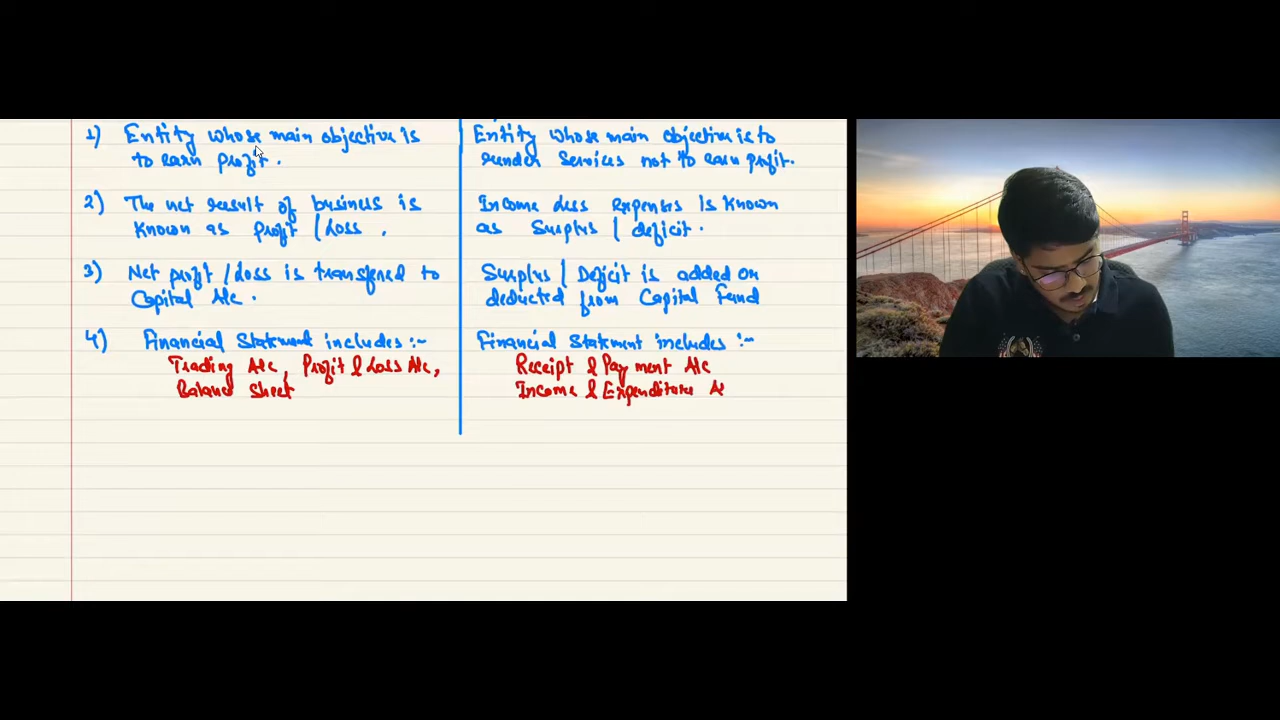 1) Entity whose main objective is
to earn profit.
2) The net result of business is
known as profit / Loss.
3) Net profit / Loss is transfered to
Capital A/c.
4) Financial Statement includes :-
Trading A/c, Profit & Loss A/c,
Balance Sheet
Entity whose main objective is to
render services not to earn profit.
Income less expenses is known
as Surplus / deficit.
Surplus / Deficit is added or
deducted from Capital fund
Financial Statement includes :-
Receipt & Payment A/c
Income & Expenditure A